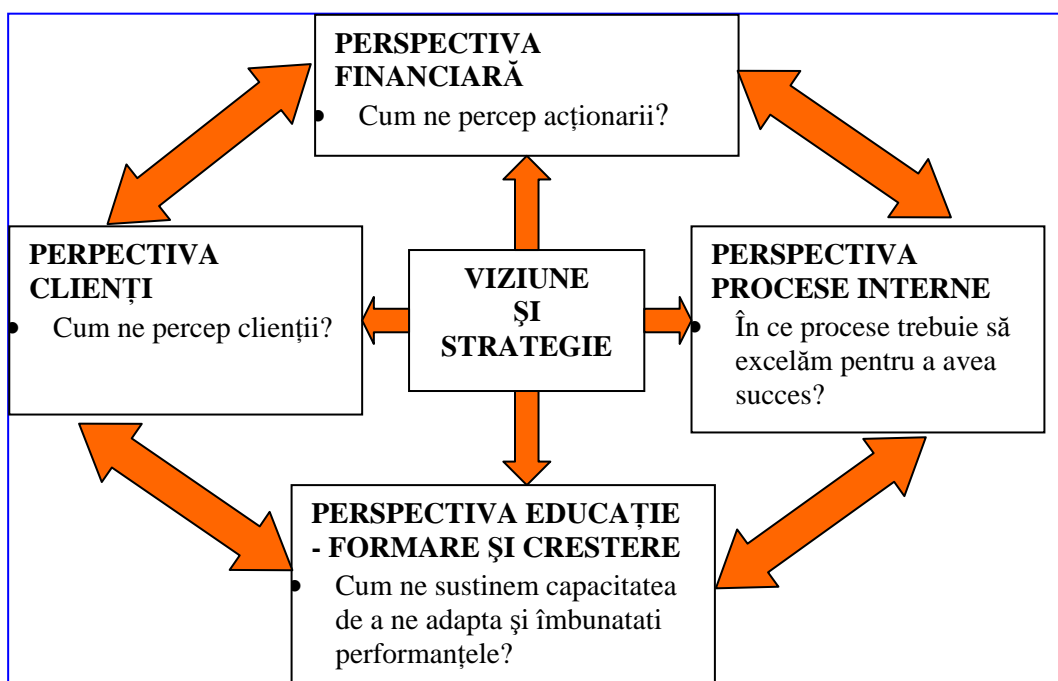 PERSPECTIVA
FINANCIARĂ
• Cum ne percep acționarii?
PERPECTIVA
CLIENȚI
• Cum ne percep clienții?
VIZIUNE
ŞI
STRATEGIE
PERSPECTIVA
PROCESE INTERNE
• În ce procese trebuie să
excelăm pentru a avea
succes?
PERSPECTIVA EDUCAȚIE
- FORMARE ŞI CRESTERE
• Cum ne sustinem capacitatea
de a ne adapta şi îmbunatati
performanțele?